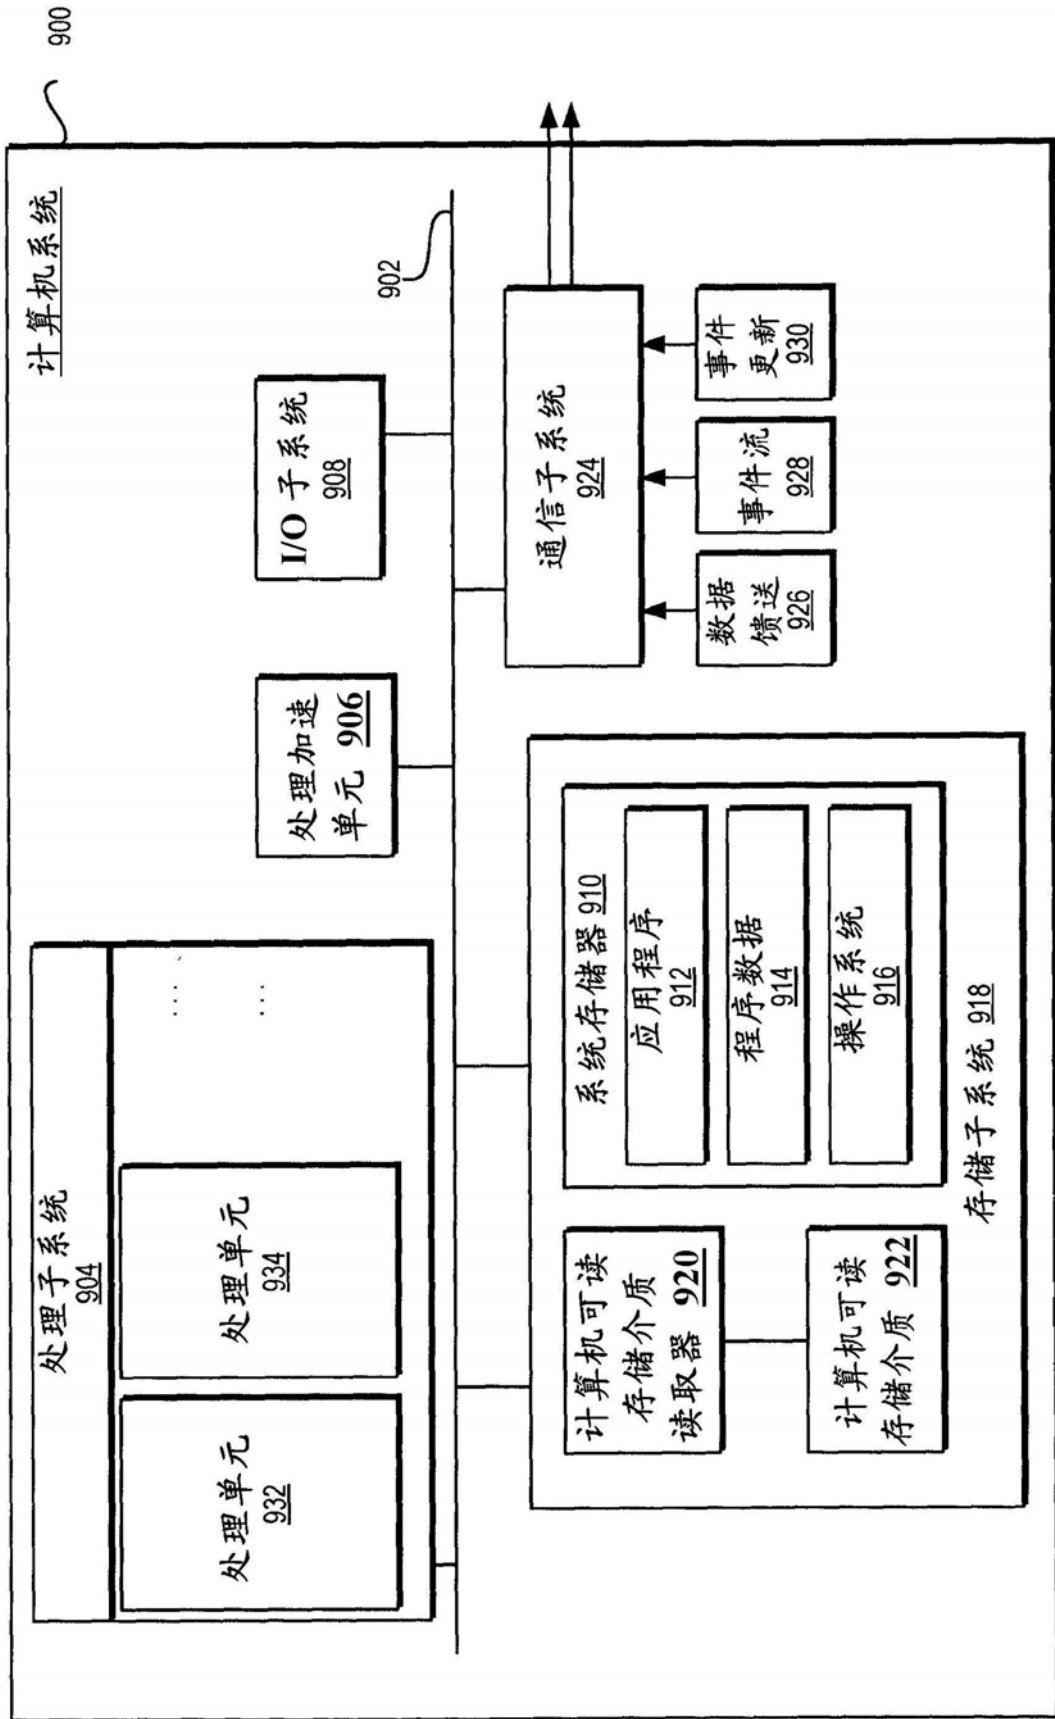 计算机系统
900
处理子系统
904
处理单元
932
处理单元
934
....
...
处理加速
单元 906
I/O 子系统
908
902
计算机可读
存储介质
读取器 920
计算机可读
存储介质 922
系统存储器 910
应用程序
912
程序数据
914
操作系统
916
存储子系统 918
通信子系统
924
数据
馈送
926
事件流
928
事件
更新
930